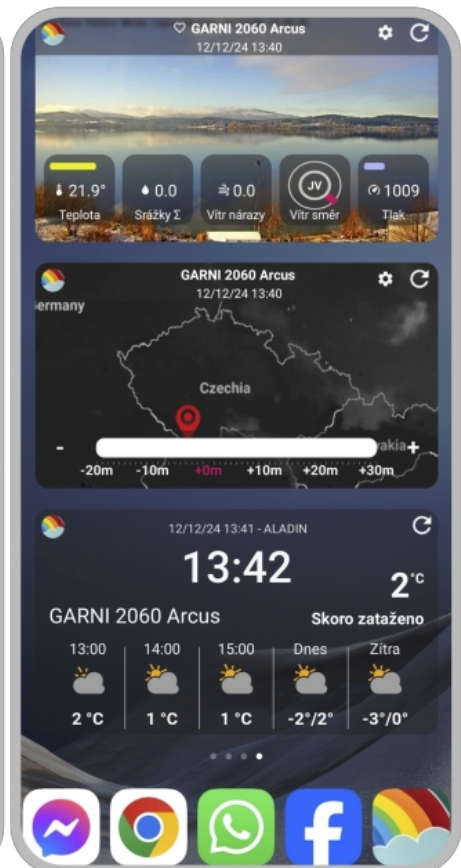 GARNI 2060 Arcus
12/12/24 13:40
21.9° 0.0 0.0 JV 1009
Teplota Srážky Σ Vítr nárazy Vítr směr Tlak
GARNI 2060 Arcus
12/12/24 13:40
ermany
Czechia
akia
- +
-20m -10m +0m +10m +20m +30m
12/12/24 13:41 - ALADIN
13:42
2°C
GARNI 2060 Arcus Skoro zataženo
13:00 14:00 15:00 Dnes Zítra
2 °C 1 °C 1 °C -2°/2° -3°/0°